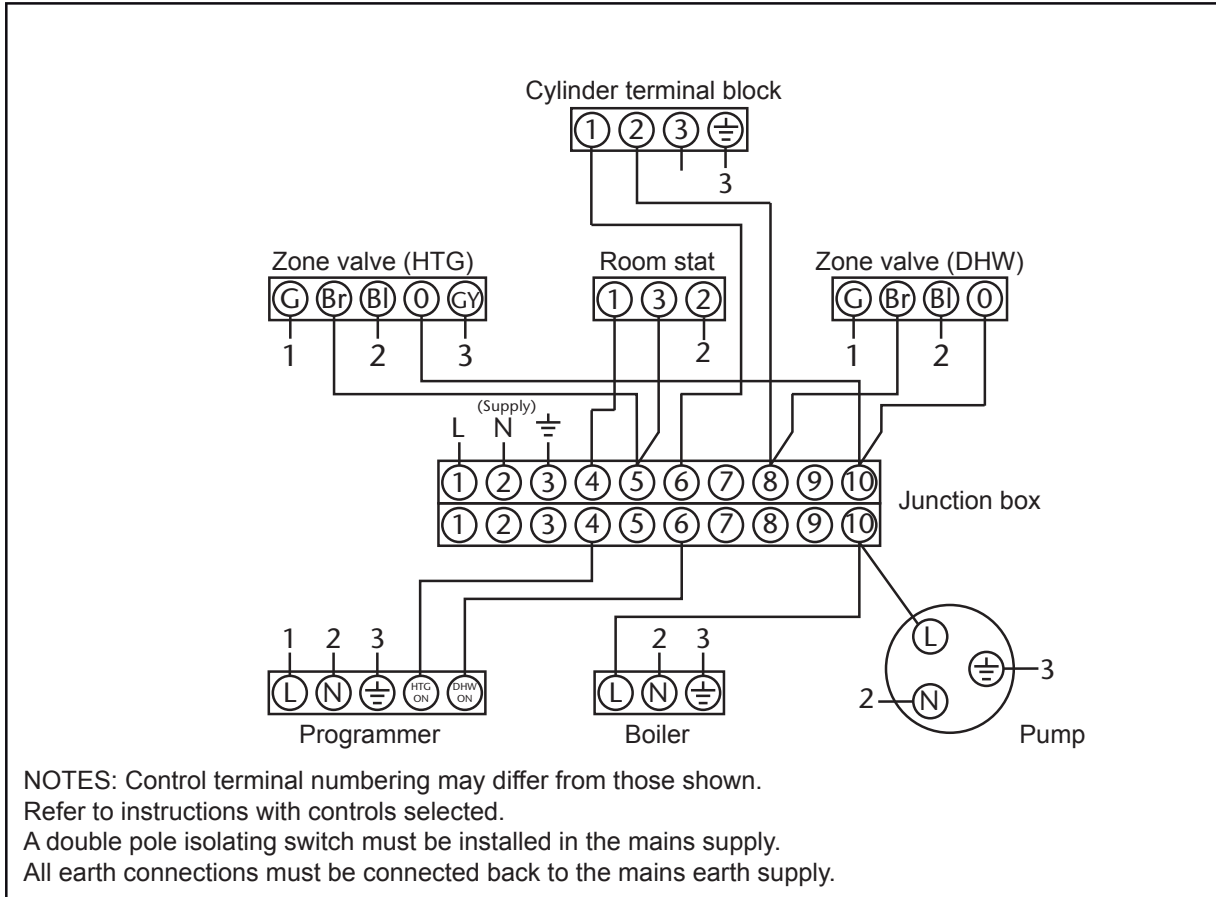 Cylinder terminal block
1 2 3
3
Zone valve (HTG)
G Br Bl 0 GY
1 2 3
Room stat
1 3 2
2
Zone valve (DHW)
G Br Bl 0
1 2
(Supply)
L N
1 2 3 4 5 6 7 8 9 10
1 2 3 4 5 6 7 8 9 10
Junction box
1 2 3
L N HTG ON DHW ON
Programmer
2 3
L N
Boiler
L
3
2 N
Pump
NOTES: Control terminal numbering may differ from those shown.
Refer to instructions with controls selected.
A double pole isolating switch must be installed in the mains supply.
All earth connections must be connected back to the mains earth supply.